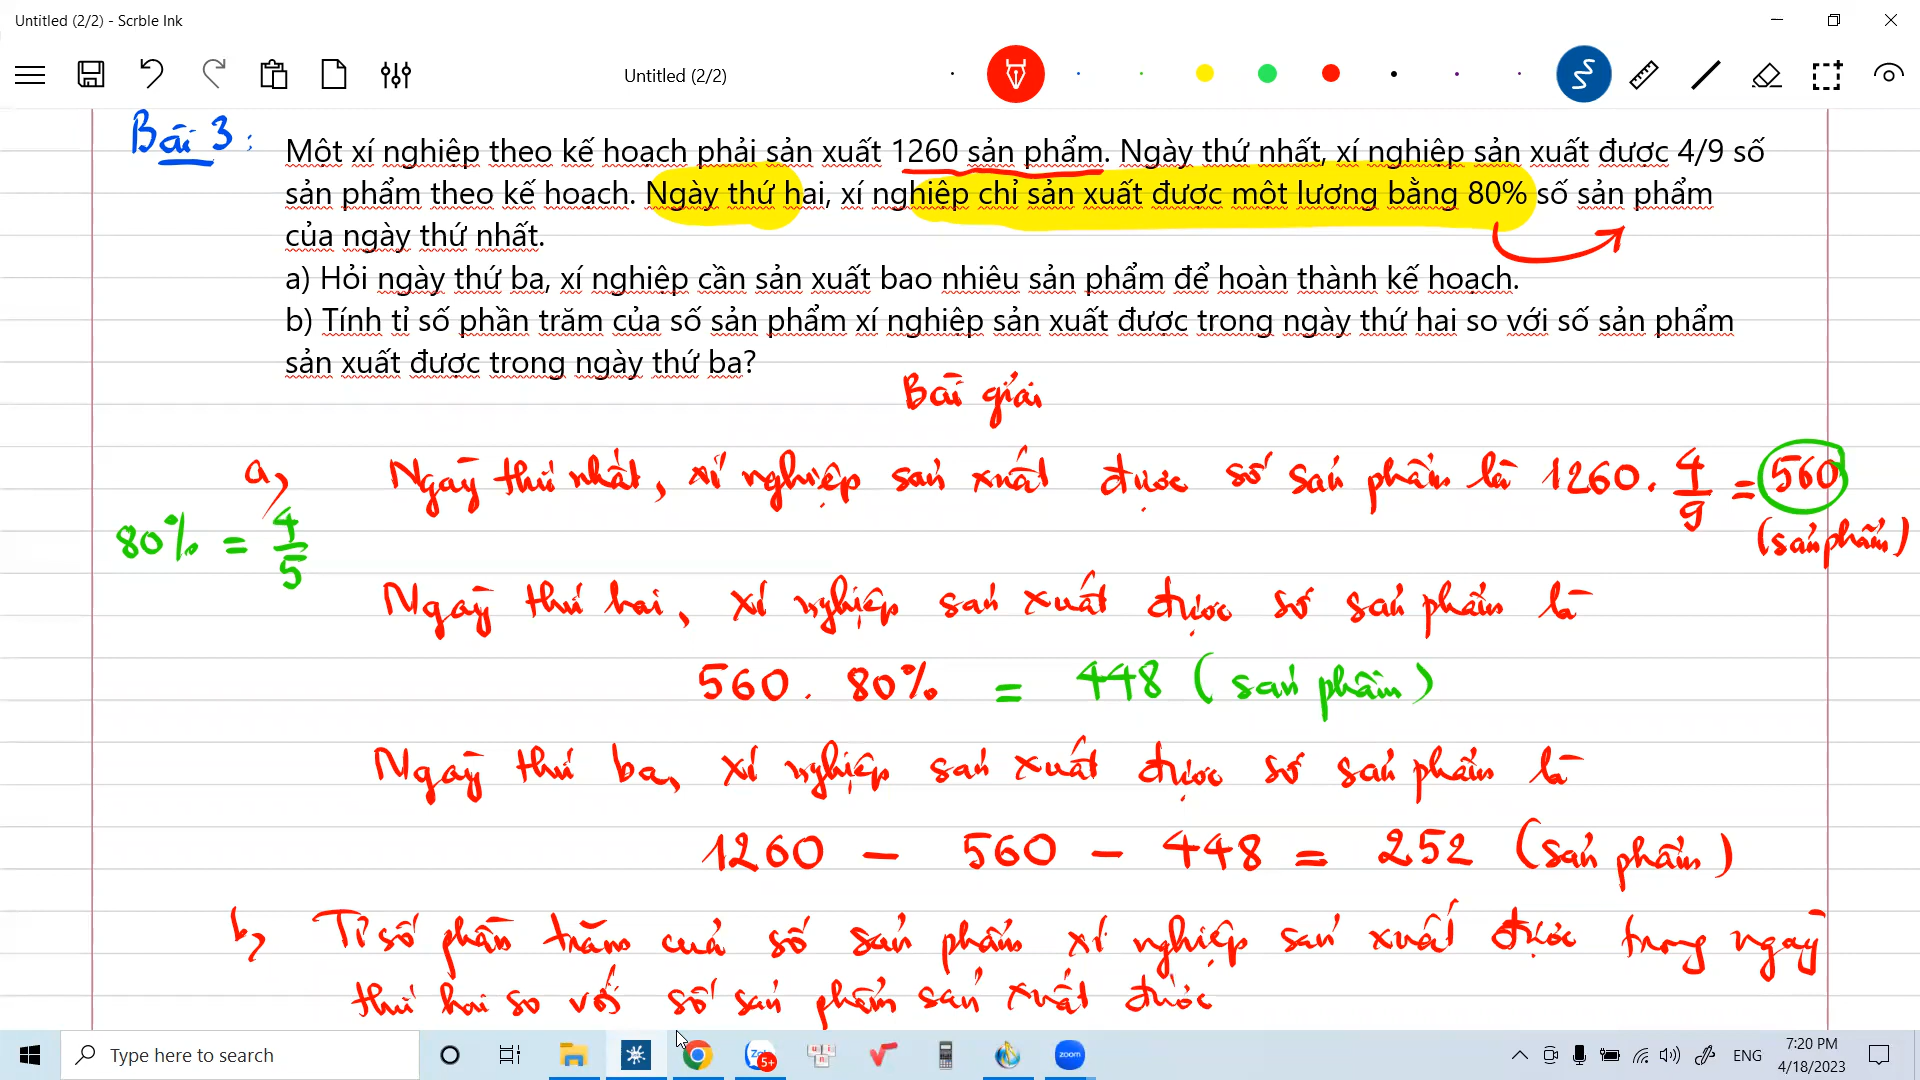 Untitled (2/2) - Scrble Ink
Untitled (2/2)
Bài 3 :
Một xí nghiệp theo kế hoạch phải sản xuất 1260 sản phẩm. Ngày thứ nhất, xí nghiệp sản xuất được 4/9 số
sản phẩm theo kế hoạch. Ngày thứ hai, xí nghiệp chỉ sản xuất được một lượng bằng 80% số sản phẩm
của ngày thứ nhất.
a) Hỏi ngày thứ ba, xí nghiệp cần sản xuất bao nhiêu sản phẩm để hoàn thành kế hoạch.
b) Tính tỉ số phần trăm của số sản phẩm xí nghiệp sản xuất được trong ngày thứ hai so với số sản phẩm
sản xuất được trong ngày thứ ba?
Bài giải
a, Ngày thứ nhất, xí nghiệp sản xuất được số sản phẩm là 1260 . 4/9 = 560
(sản phẩm)
80% = 4/5
Ngày thứ hai, xí nghiệp sản xuất được số sản phẩm là
560 . 80% = 448 (sản phẩm)
Ngày thứ ba, xí nghiệp sản xuất được số sản phẩm là
1260 - 560 - 448 = 252 (sản phẩm)
b, Tỉ số phần trăm của số sản phẩm xí nghiệp sản xuất được trong ngày
thứ hai so với số sản phẩm sản xuất được
Type here to search
5+
zoom
ENG
7:20 PM
4/18/2023